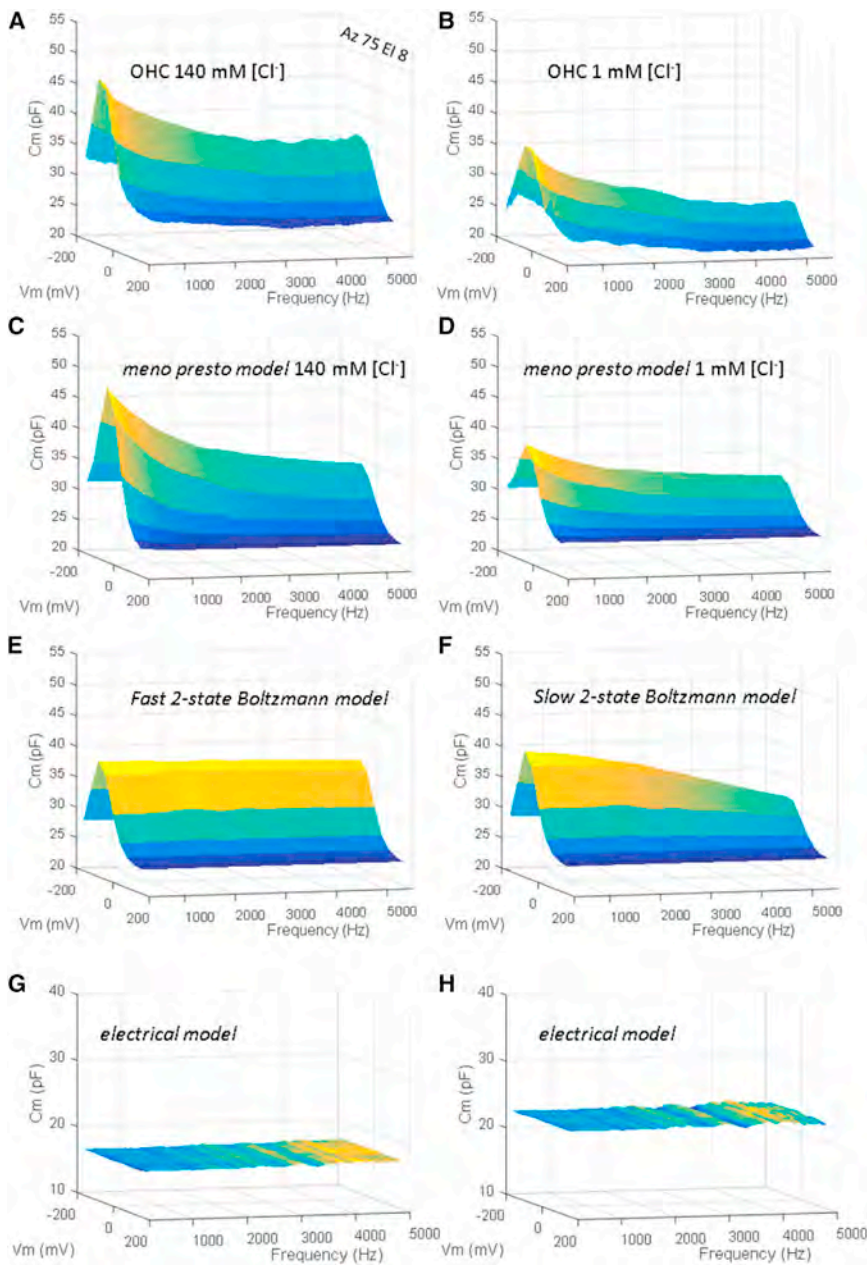 A
Az 75 El 8
OHC 140 mM [Cl-]
Cm (pF)
55
50
45
40
35
30
25
20
-200
0
200
Vm (mV)
1000
2000
3000
4000
5000
Frequency (Hz)
B
OHC 1 mM [Cl-]
Cm (pF)
55
50
45
40
35
30
25
20
-200
0
200
Vm (mV)
1000
2000
3000
4000
5000
Frequency (Hz)
C
meno presto model 140 mM [Cl-]
Cm (pF)
55
50
45
40
35
30
25
20
-200
0
200
Vm (mV)
1000
2000
3000
4000
5000
Frequency (Hz)
D
meno presto model 1 mM [Cl-]
Cm (pF)
55
50
45
40
35
30
25
20
-200
0
200
Vm (mV)
1000
2000
3000
4000
5000
Frequency (Hz)
E
Fast 2-state Boltzmann model
Cm (pF)
55
50
45
40
35
30
25
20
-200
0
200
Vm (mV)
1000
2000
3000
4000
5000
Frequency (Hz)
F
Slow 2-state Boltzmann model
Cm (pF)
55
50
45
40
35
30
25
20
-200
0
200
Vm (mV)
1000
2000
3000
4000
5000
Frequency (Hz)
G
electrical model
Cm (pF)
40
30
20
10
-200
0
200
Vm (mV)
1000
2000
3000
4000
5000
Frequency (Hz)
H
electrical model
Cm (pF)
40
30
20
10
-200
0
200
Vm (mV)
1000
2000
3000
4000
5000
Frequency (Hz)